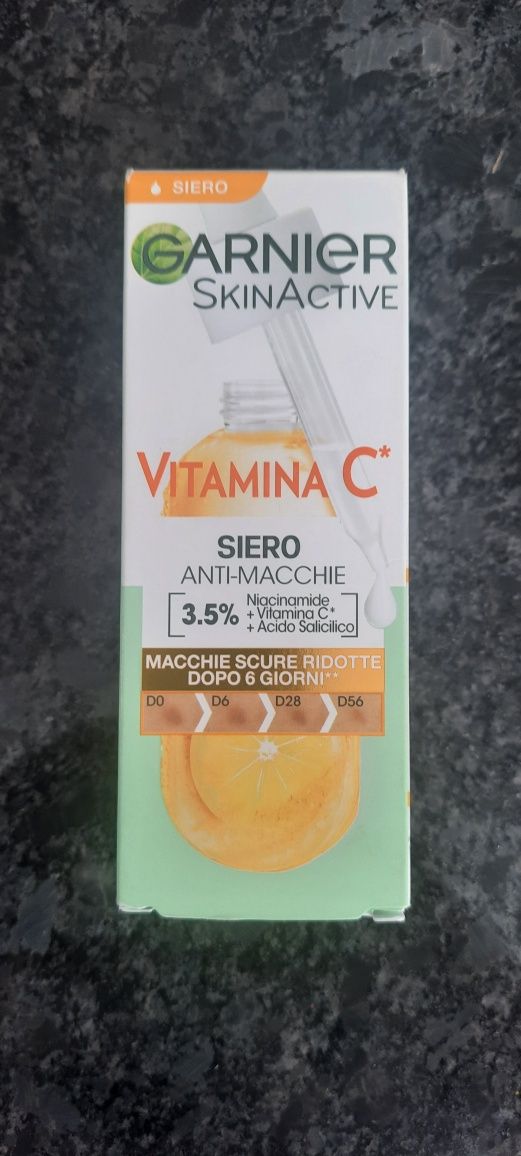 SIERO
GARNIER
SKINACTIVE
VITAMINA C*
SIERO
ANTI-MACCHIE
3.5% Niacinamide
+ Vitamina C*
+ Acido Salicilico
MACCHIE SCURE RIDOTTE
DOPO 6 GIORNI**
D0 D6 D28 D56